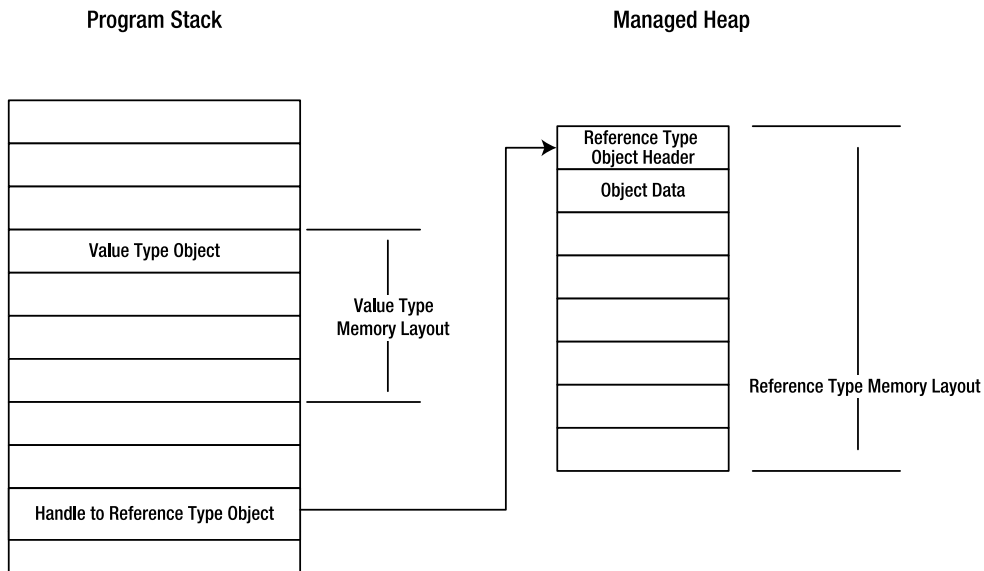 Program Stack
Managed Heap
Reference Type
Object Header
Object Data
Value Type Object
Value Type
Memory Layout
Reference Type Memory Layout
Handle to Reference Type Object